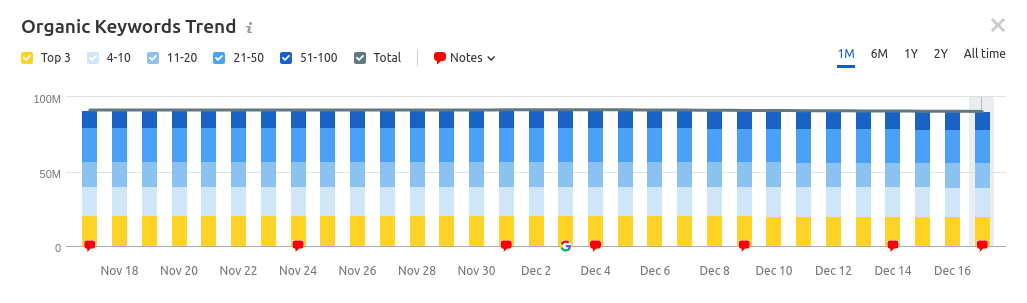 Organic Keywords Trend i
Top 3 4-10 11-20 21-50 51-100 Total Notes 1M 6M 1Y 2Y All time
100M
50M
0
G
Nov 18 Nov 20 Nov 22 Nov 24 Nov 26 Nov 28 Nov 30 Dec 2 Dec 4 Dec 6 Dec 8 Dec 10 Dec 12 Dec 14 Dec 16